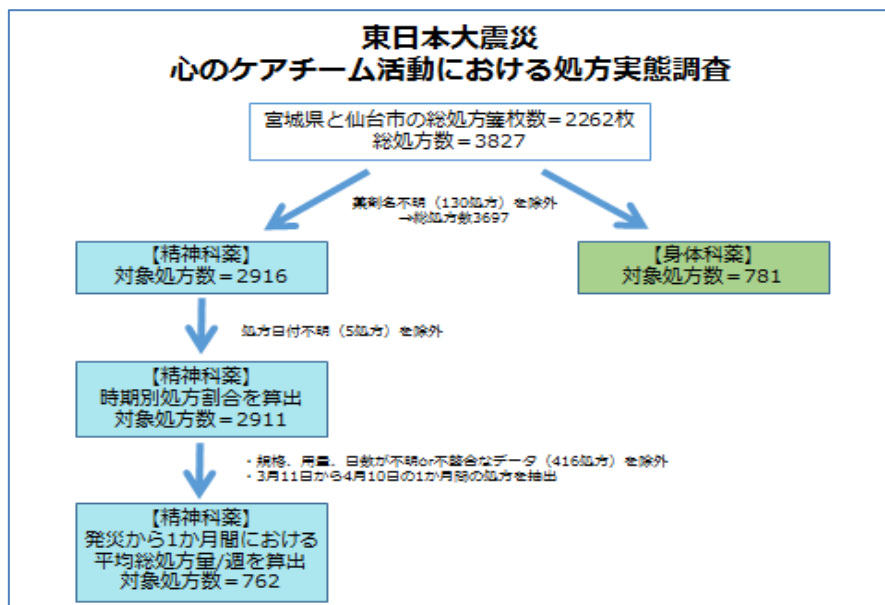 東日本大震災
心のケアチーム活動における処方実態調査
宮城県と仙台市の総処方箋枚数＝2262枚
総処方数＝3827
薬剤名不明（130処方）を除外
→総処方数3697
【精神科薬】
対象処方数＝2916
【身体科薬】
対象処方数＝781
処方日付不明（5処方）を除外
【精神科薬】
時期別処方割合を算出
対象処方数＝2911
・規格、用量、日数が不明or不整合なデータ（416処方）を除外
・3月11日から4月10日の1か月間の処方を抽出
【精神科薬】
発災から1か月間における
平均総処方量/週を算出
対象処方数＝762